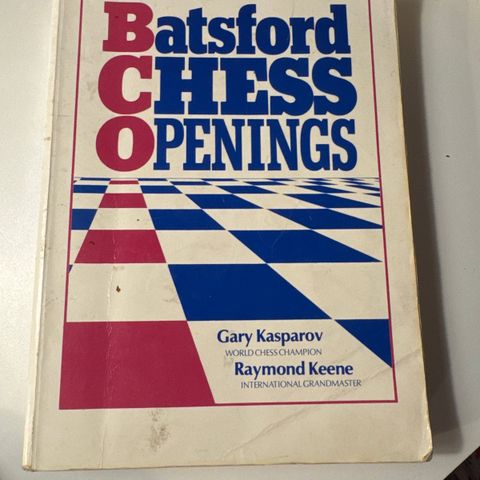 Batsford
CHESS
OPENINGS
Gary Kasparov
WORLD CHESS CHAMPION
Raymond Keene
INTERNATIONAL GRANDMASTER